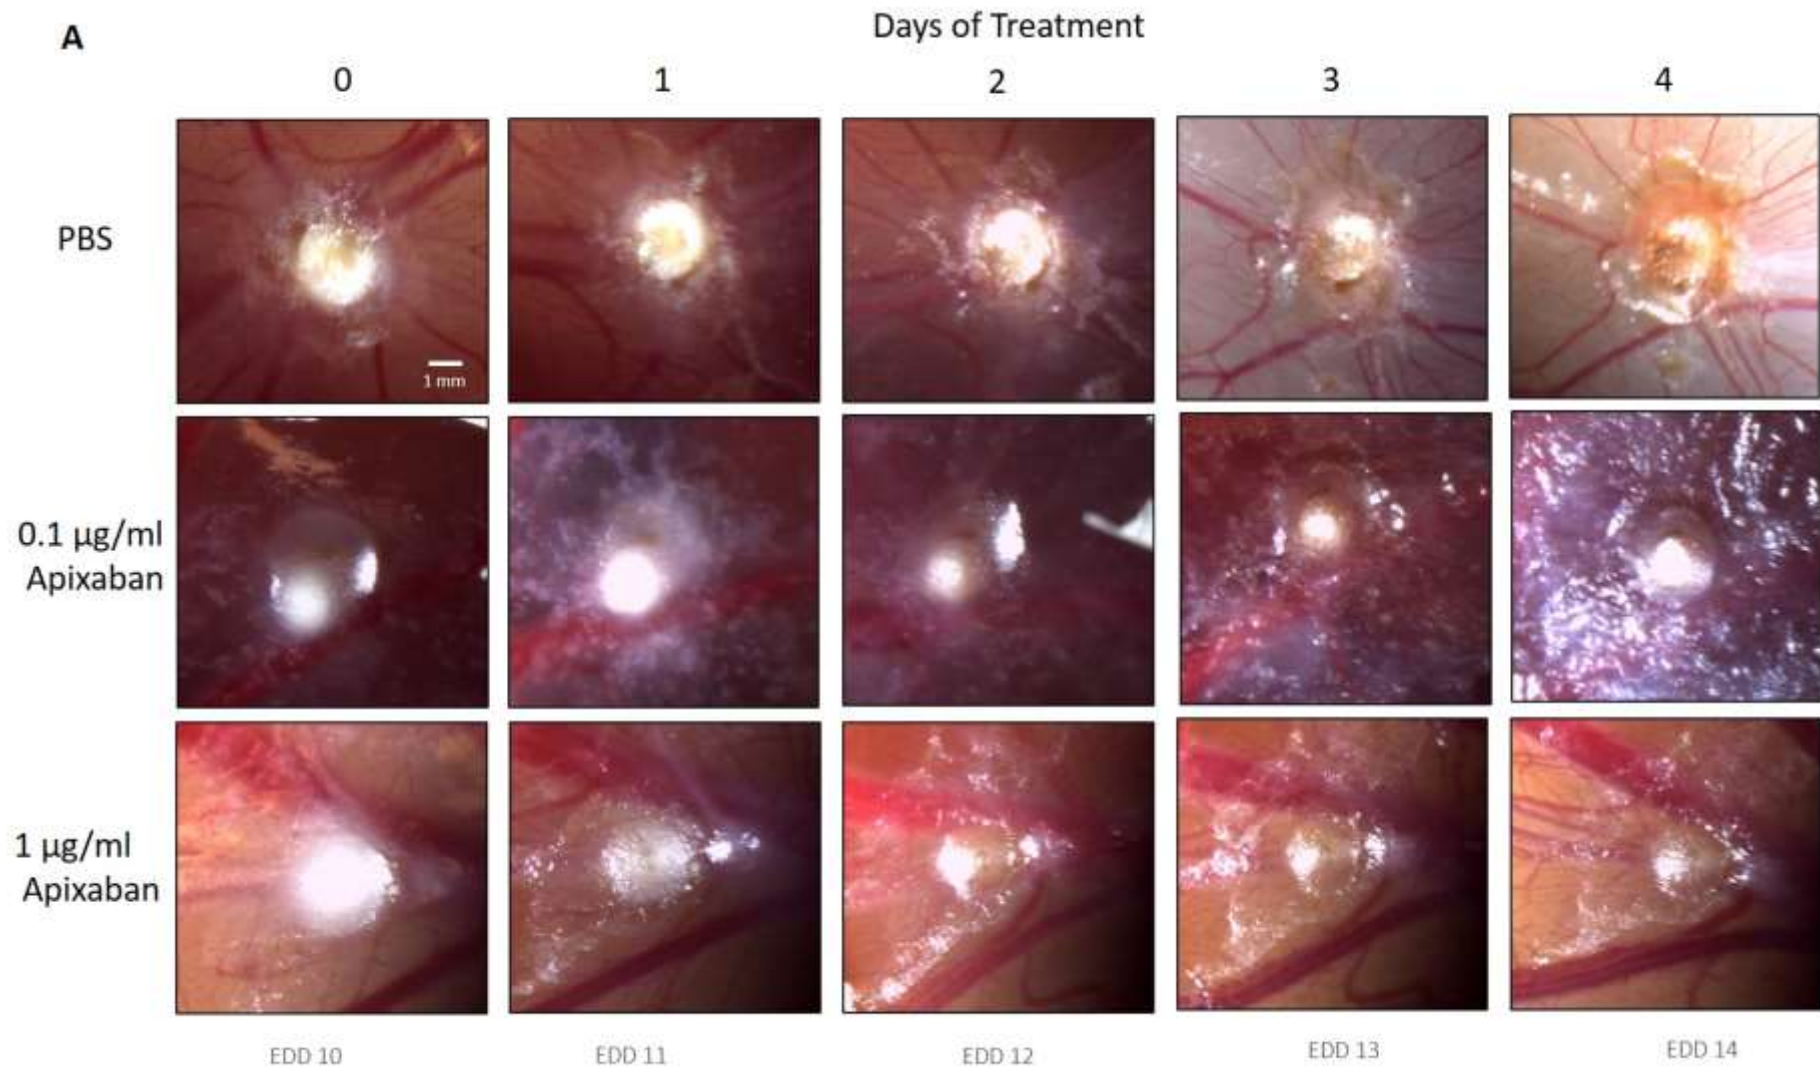 A
Days of Treatment
0 1 2 3 4
PBS
1 mm
0.1 µg/ml
Apixaban
1 µg/ml
Apixaban
EDD 10 EDD 11 EDD 12 EDD 13 EDD 14